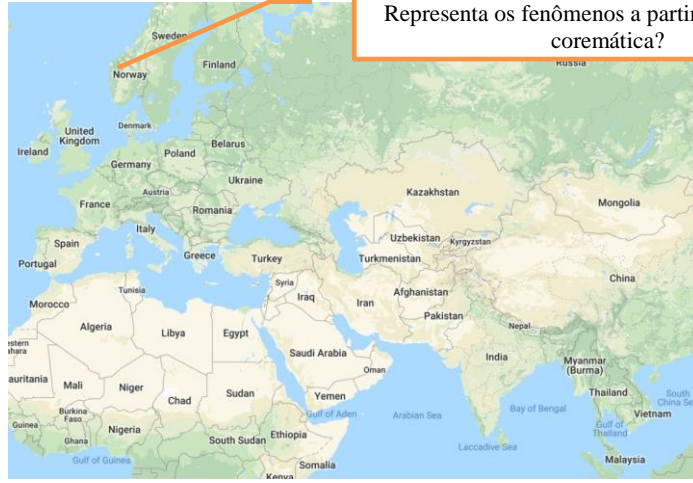 Representa os fenômenos a partir
coremática?
Sweden
Norway
Finland
Russia
United
Kingdom
Denmark
Ireland
Belarus
Poland
Germany
Ukraine
Austria
France
Romania
Kazakhstan
Mongolia
Italy
Spain
Portugal
Greece
Turkey
Uzbekistan
Kyrgyzstan
Turkmenistan
China
Tunisia
Syria
Morocco
Iraq
Iran
Afghanistan
Pakistan
Nepal
Algeria
Libya
Egypt
Saudi Arabia
Oman
India
Myanmar
(Burma)
Mali
Niger
Chad
Sudan
Yemen
Gulf of Aden
Arabian Sea
Bay of Bengal
Thailand
South
Vietnam
Burkina
Faso
Guinea
Ghana
Nigeria
South Sudan
Ethiopia
Gulf of
Thailand
Laccadive Sea
Gulf of Guinea
Somalia
Kenya
Malaysia